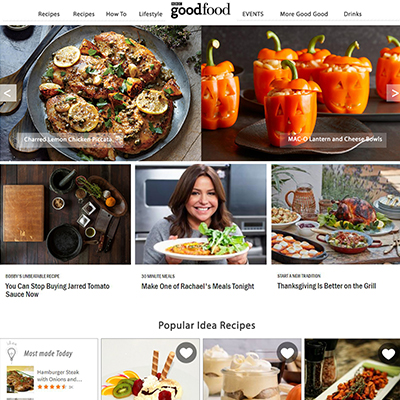 Recipes Recipes How To Lifestyle BBC goodfood EVENTS More Good Good Drinks
< >
Charred Lemon Chicken Piccata
MAC-O Lantern and Cheese Bowls
BOBBY'S UNBEARABLE RECIPE
You Can Stop Buying Jarred Tomato
Sauce Now
30 MINUTE MEALS
Make One of Rachael's Meals Tonight
START A NEW TRADITION
Thanksgiving Is Better on the Grill
Popular Idea Recipes
Most made Today
Hamburger Steak
with Onions and....